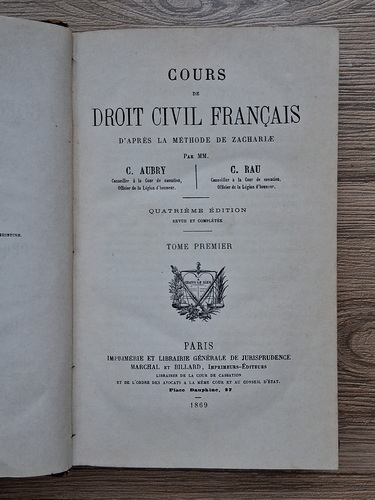 COURS
DE
DROIT CIVIL FRANÇAIS
D'APRÈS LA MÉTHODE DE ZACHARIÆ
PAR MM.
C. AUBRY
Conseiller à la Cour de cassation,
Officier de la Légion d'honneur.
C. RAU
Conseiller à la Cour de cassation,
Officier de la Légion d'honneur.
QUATRIÈME ÉDITION
REVUE ET COMPLÉTÉE
TOME PREMIER
PARIS
IMPRIMERIE ET LIBRAIRIE GÉNÉRALE DE JURISPRUDENCE
MARCHAL ET BILLARD, IMPRIMEURS-ÉDITEURS
LIBRAIRES DE LA COUR DE CASSATION
ET DE L'ORDRE DES AVOCATS A LA MÊME COUR ET AU CONSEIL D'ÉTAT.
Place Dauphine, 27
1869